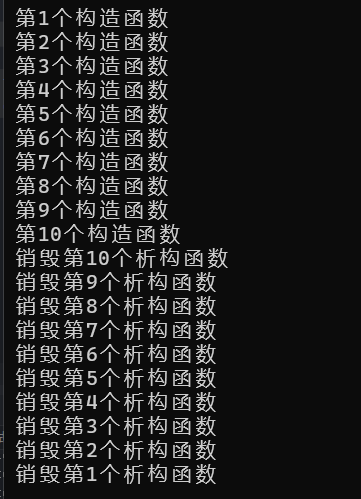 第1个构造函数
第2个构造函数
第3个构造函数
第4个构造函数
第5个构造函数
第6个构造函数
第7个构造函数
第8个构造函数
第9个构造函数
第10个构造函数
销毁第10个析构函数
销毁第9个析构函数
销毁第8个析构函数
销毁第7个析构函数
销毁第6个析构函数
销毁第5个析构函数
销毁第4个析构函数
销毁第3个析构函数
销毁第2个析构函数
销毁第1个析构函数